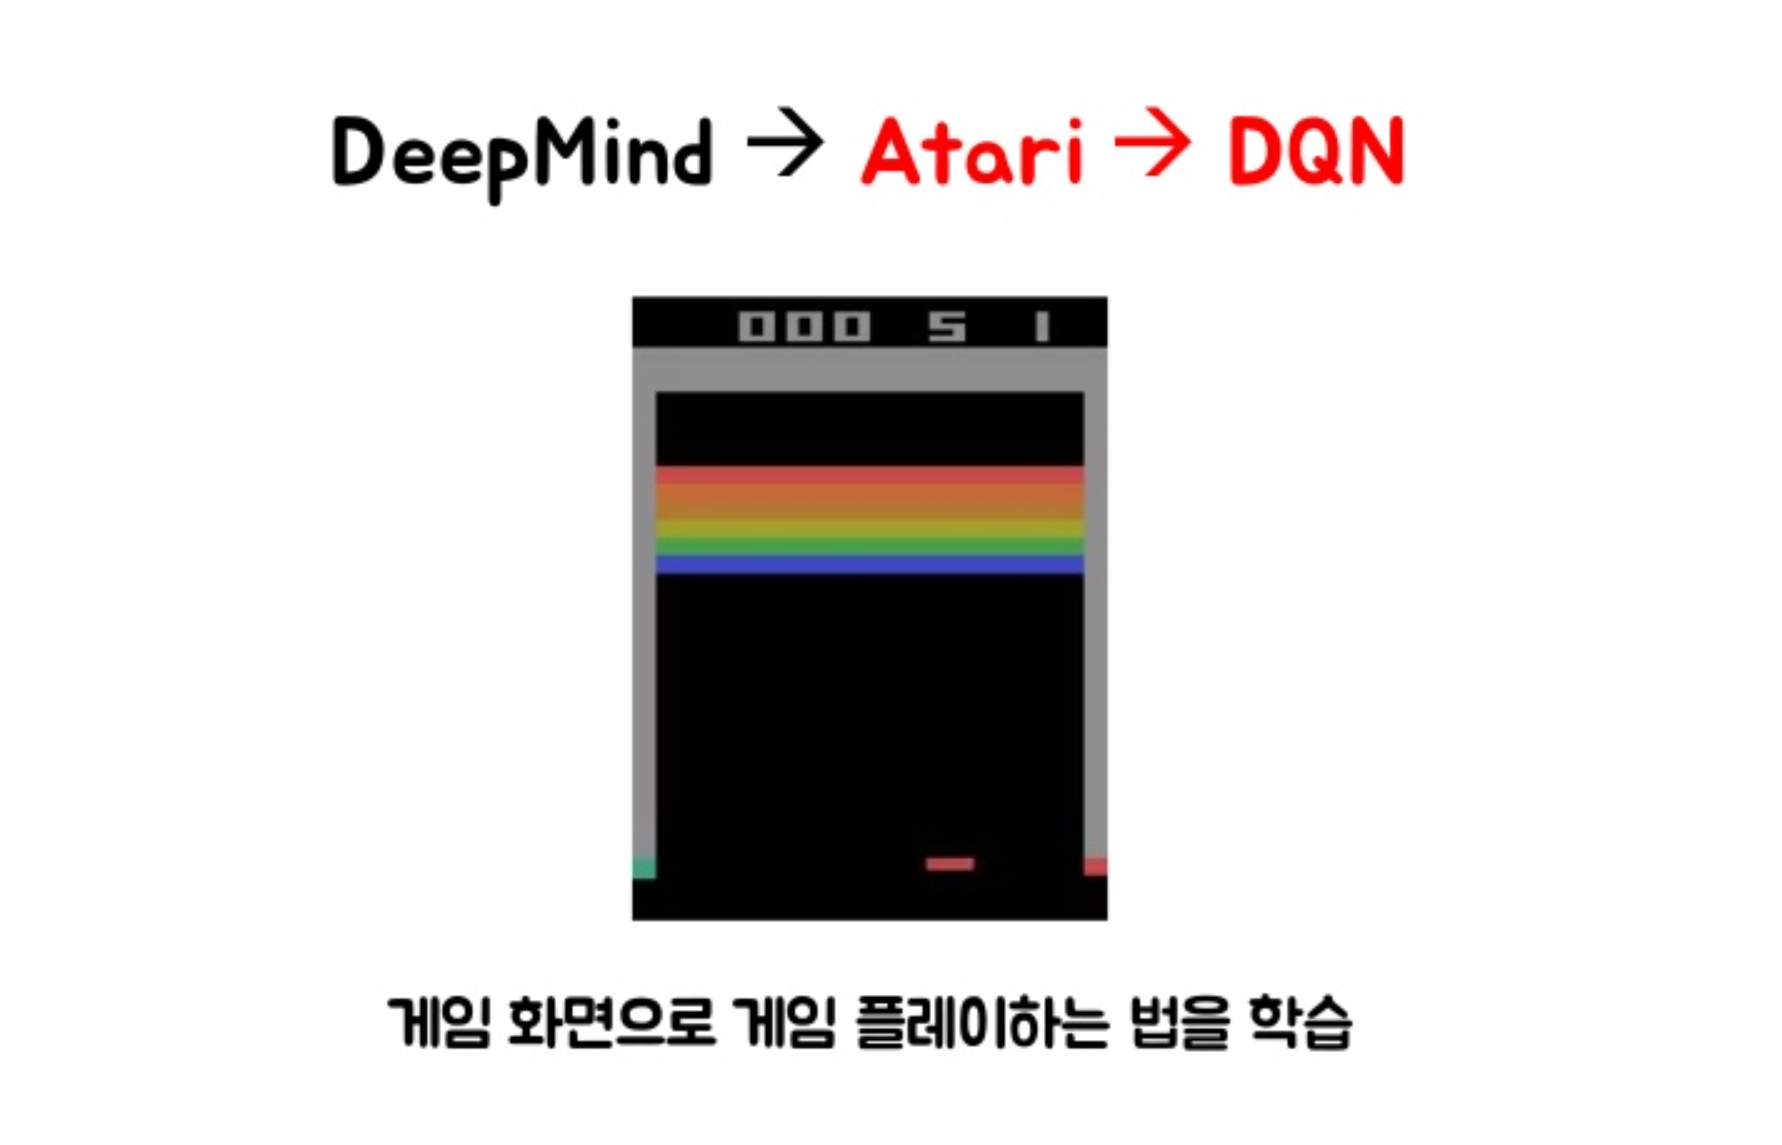 DeepMind → Atari → DQN
000 5 1
게임 화면으로 게임 플레이하는 법을 학습